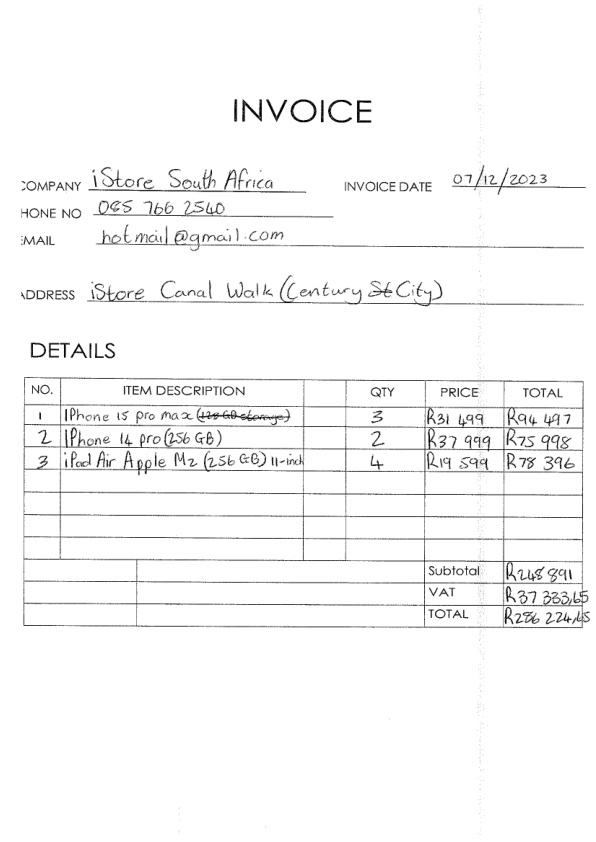 INVOICE
COMPANY iStore South Africa INVOICE DATE 07/12/2023
HONE NO 085 766 2540
EMAIL hotmail@gmail.com
ADDRESS iStore Canal Walk (Century St City)
DETAILS
NO. ITEM DESCRIPTION QTY PRICE TOTAL
1 IPhone 15 pro max (128 GB storage) 3 R31 499 R94 497
2 IPhone 14 pro (256 GB) 2 R37 999 R75 998
3 iPad Air Apple M2 (256 GB) 11-inch 4 R19 599 R78 396
Subtotal R248 891
VAT R37 333,65
TOTAL R286 224,65